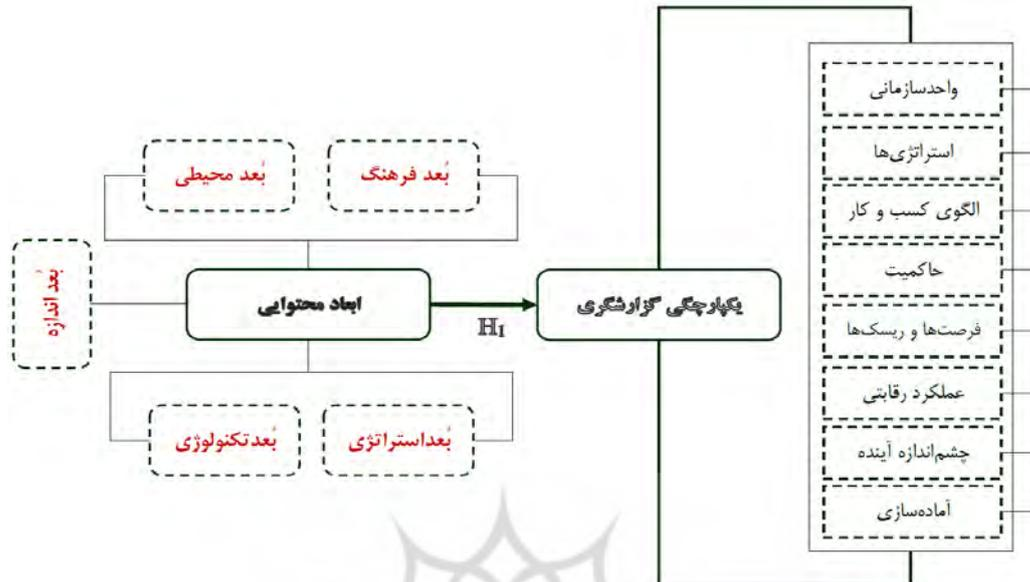 واحدسازمانی
استراتژی‌ها
الگوی کسب و کار
حاکمیت
فرصت‌ها و ریسک‌ها
عملکرد رقابتی
چشم‌اندازه آینده
آماده‌سازی
یکپارچگی گزارشگری
H1
بُعد فرهنگ
بُعد محیطی
ابعاد محتوایی
بُعد اندازه
بُعداستراتژی
بُعدتکنولوژی